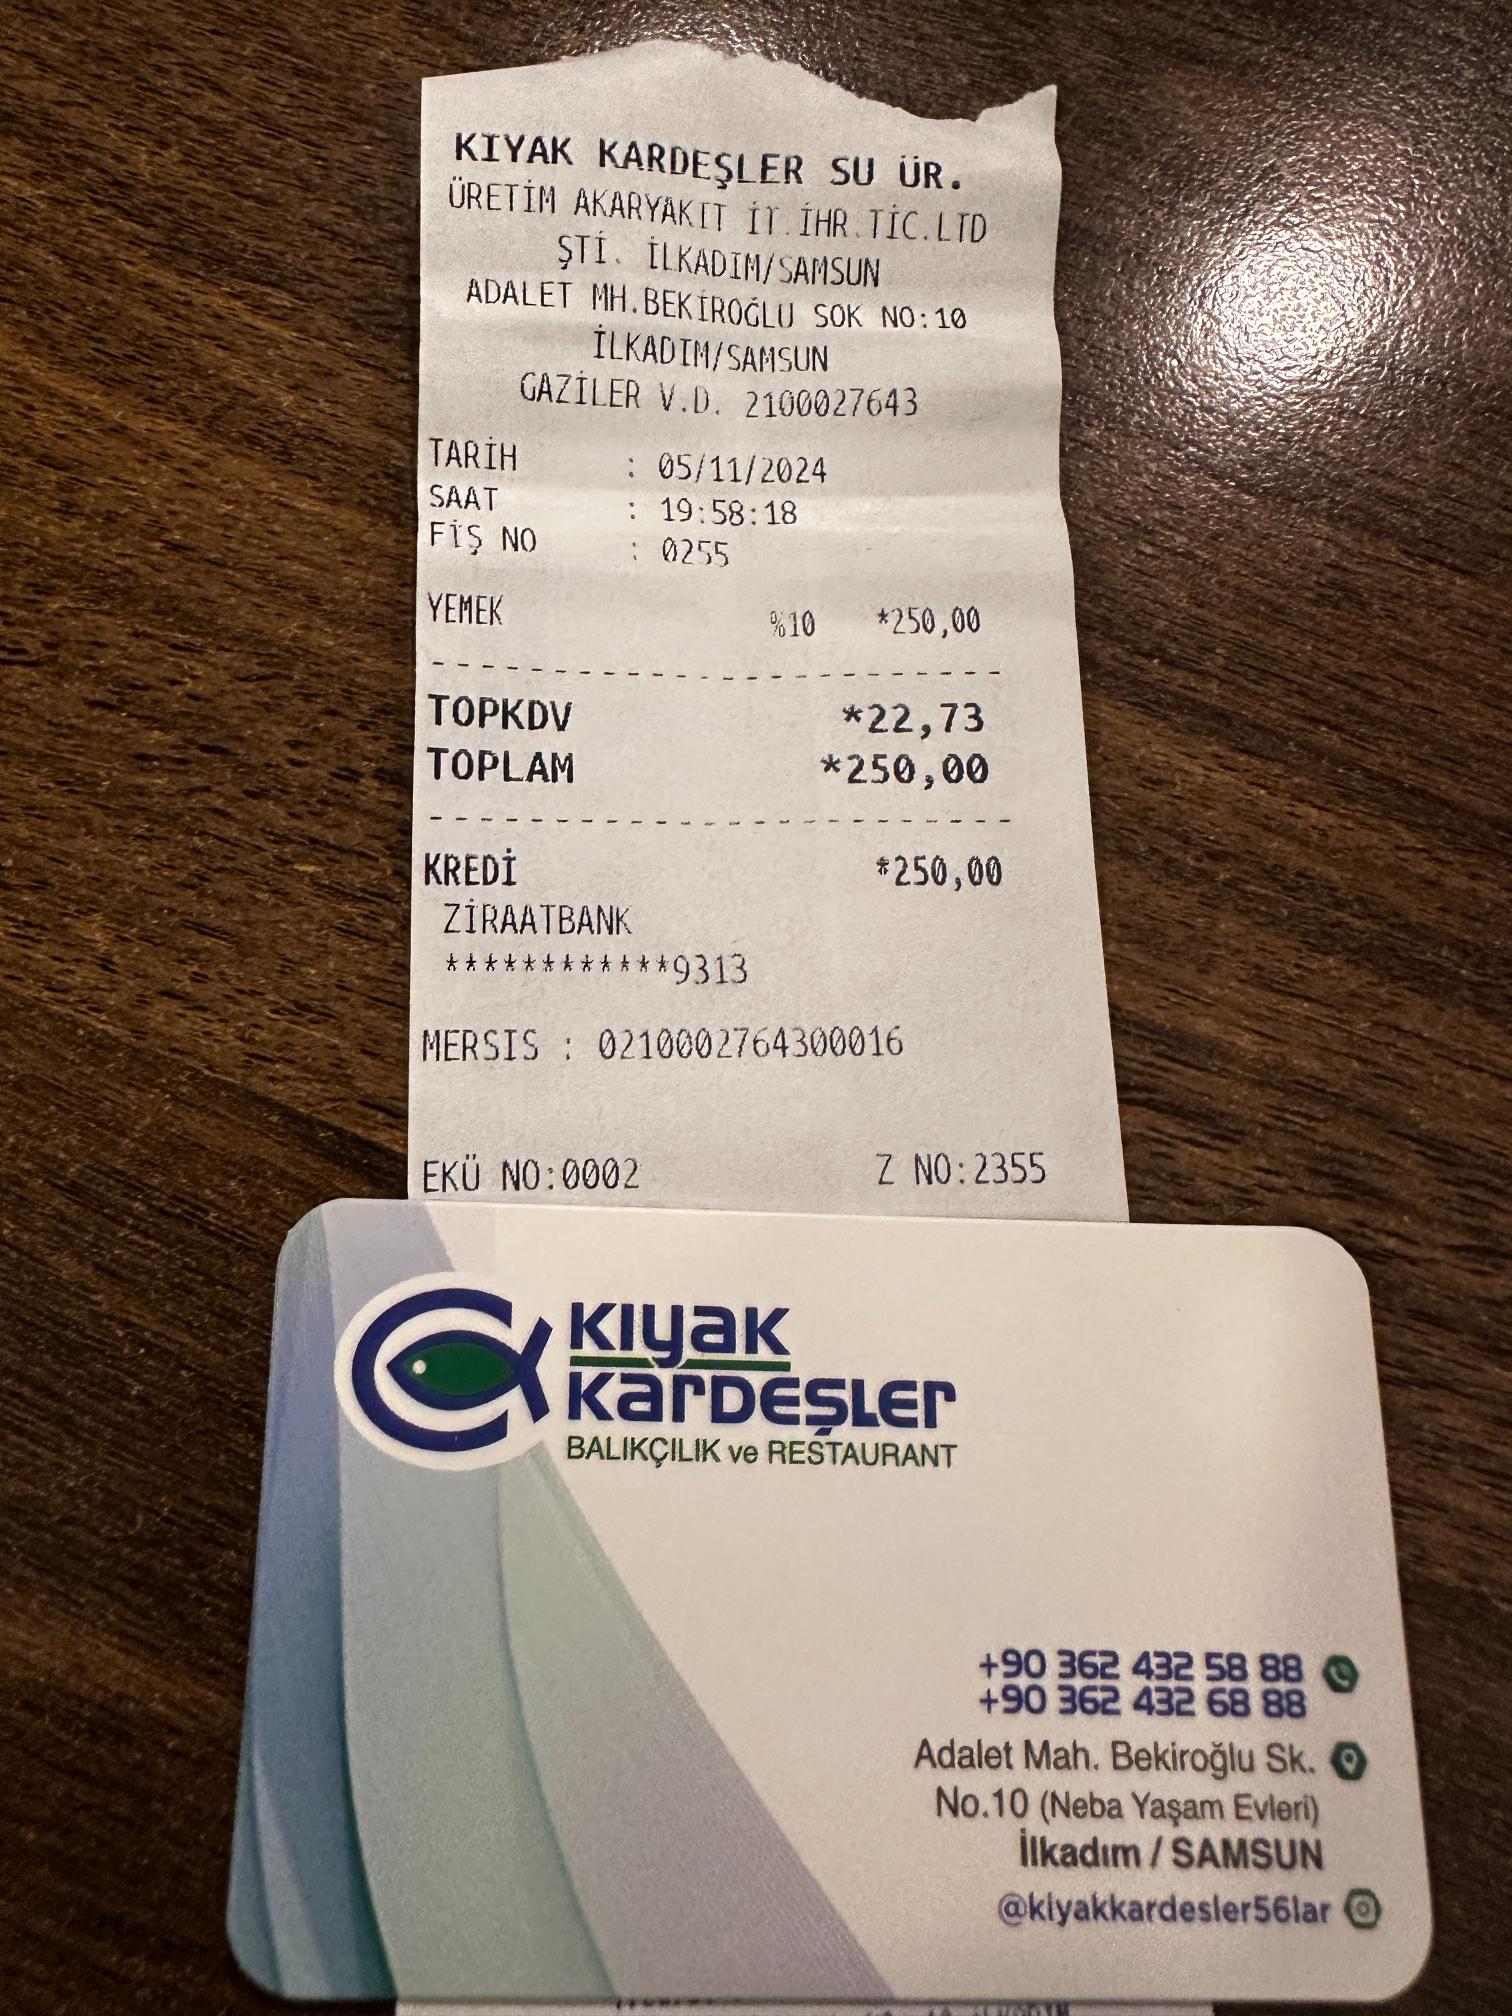 KIYAK KARDEŞLER SU ÜR.
ÜRETİM AKARYAKIT İT.İHR.TİC.LTD
ŞTİ. İLKADIM/SAMSUN
ADALET MH.BEKİROĞLU SOK NO:10
İLKADIM/SAMSUN
GAZİLER V.D. 2100027643
TARİH : 05/11/2024
SAAT : 19:58:18
FİŞ NO : 0255
YEMEK %10 *250,00
TOPKDV *22,73
TOPLAM *250,00
KREDİ *250,00
ZİRAATBANK
************9313
MERSIS : 0210002764300016
EKÜ NO:0002 Z NO:2355
Kıyak
Kardeşler
BALIKÇILIK ve RESTAURANT
+90 362 432 58 88
+90 362 432 68 88
Adalet Mah. Bekiroğlu Sk.
No.10 (Neba Yaşam Evleri)
İlkadım / SAMSUN
@kiyakkardesler56lar